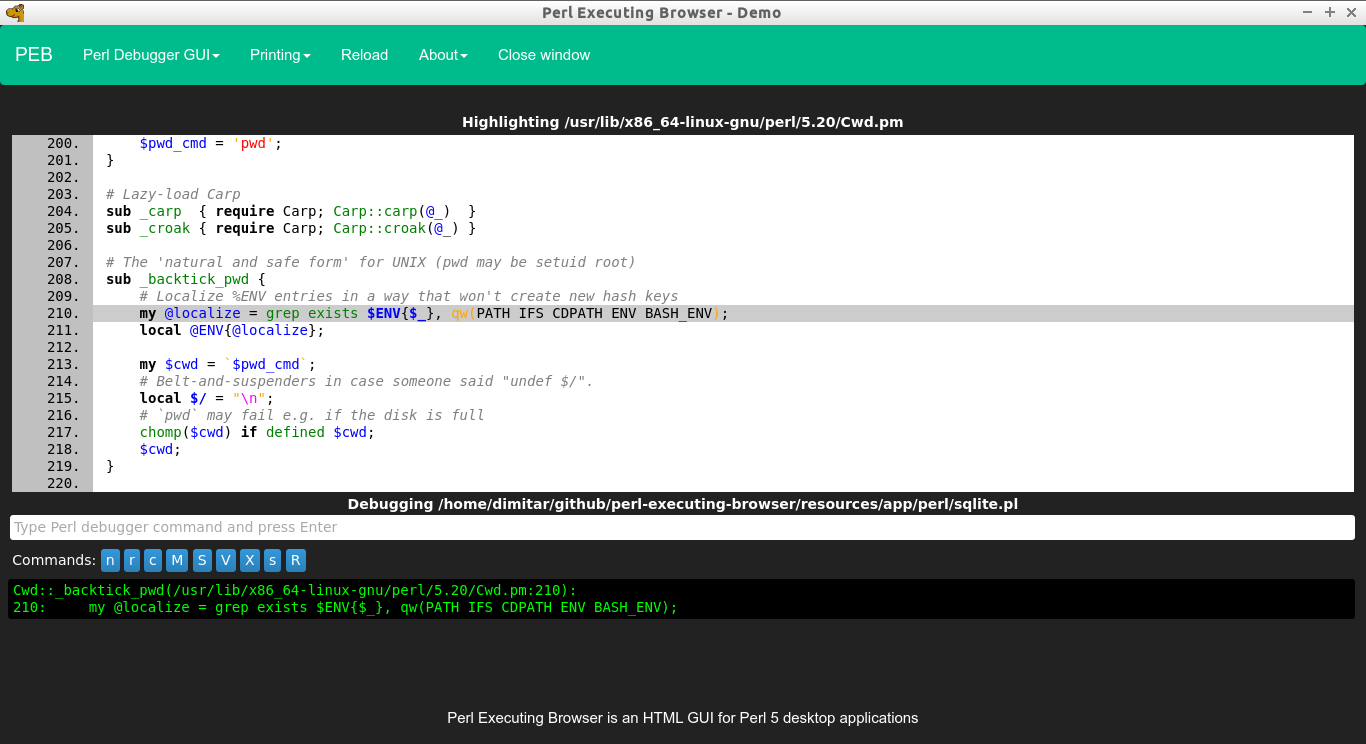 Perl Executing Browser - Demo
PEB Perl Debugger GUI Printing Reload About Close window
Highlighting /usr/lib/x86_64-linux-gnu/perl/5.20/Cwd.pm
200.        $pwd_cmd = 'pwd';
201.    }
202.
203.    # Lazy-load Carp
204.    sub _carp  { require Carp; Carp::carp(@_)  }
205.    sub _croak { require Carp; Carp::croak(@_) }
206.
207.    # The 'natural and safe form' for UNIX (pwd may be setuid root)
208.    sub _backtick_pwd {
209.        # Localize %ENV entries in a way that won't create new hash keys
210.        my @localize = grep exists $ENV{$_}, qw(PATH IFS CDPATH ENV BASH_ENV);
211.        local @ENV{@localize};
212.
213.        my $cwd = `$pwd_cmd`;
214.        # Belt-and-suspenders in case someone said "undef $/".
215.        local $/ = "\n";
216.        # `pwd` may fail e.g. if the disk is full
217.        chomp($cwd) if defined $cwd;
218.        $cwd;
219.    }
220.
Debugging /home/dimitar/github/perl-executing-browser/resources/app/perl/sqlite.pl
Type Perl debugger command and press Enter
Commands: n r c M S V X s R
Cwd::_backtick_pwd(/usr/lib/x86_64-linux-gnu/perl/5.20/Cwd.pm:210):
210:     my @localize = grep exists $ENV{$_}, qw(PATH IFS CDPATH ENV BASH_ENV);
Perl Executing Browser is an HTML GUI for Perl 5 desktop applications